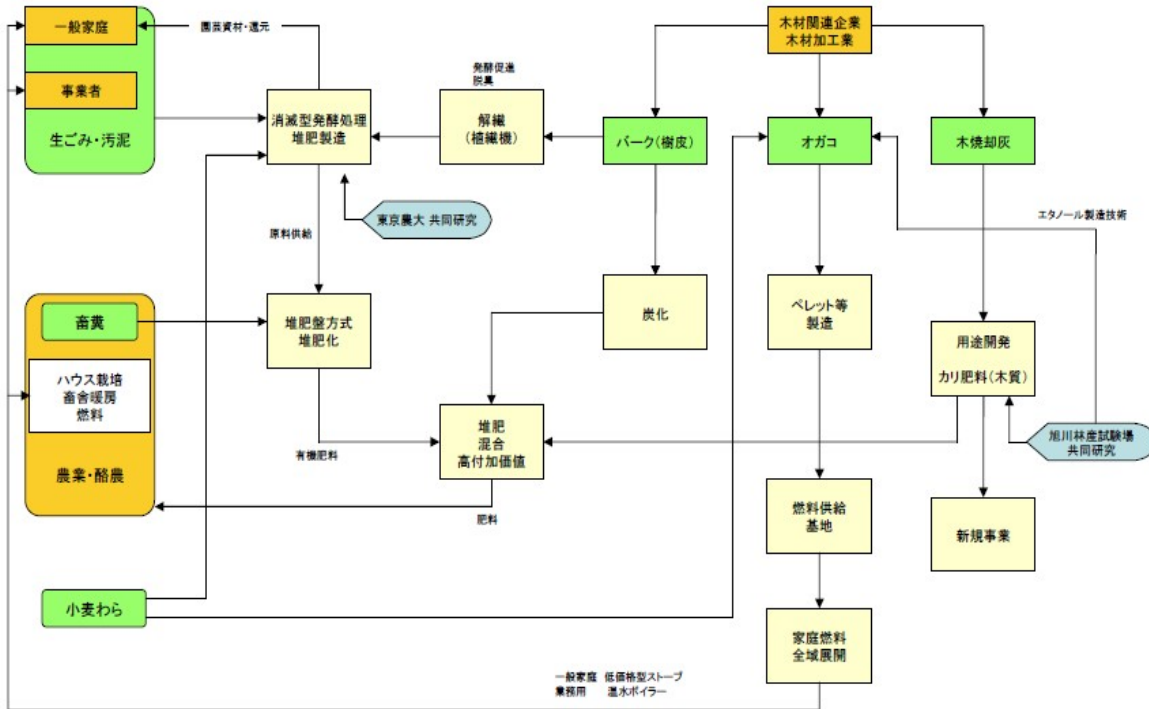 一般家庭
園芸資材・還元
木材関連企業
木材加工業
事業者
生ごみ・汚泥
消滅型発酵処理
堆肥製造
発酵促進
脱臭
解繊
(植繊機)
バーク(樹皮)
オガコ
木焼却灰
東京農大 共同研究
エタノール製造技術
原料供給
畜糞
堆肥盤方式
堆肥化
炭化
ペレット等
製造
用途開発
カリ肥料(木質)
ハウス栽培
畜舎暖房
燃料
農業・酪農
有機肥料
堆肥
混合
高付加価値
旭川林産試験場
共同研究
肥料
燃料供給
基地
新規事業
小麦わら
家庭燃料
全域展開
一般家庭 低価格型ストーブ
業務用 温水ボイラー